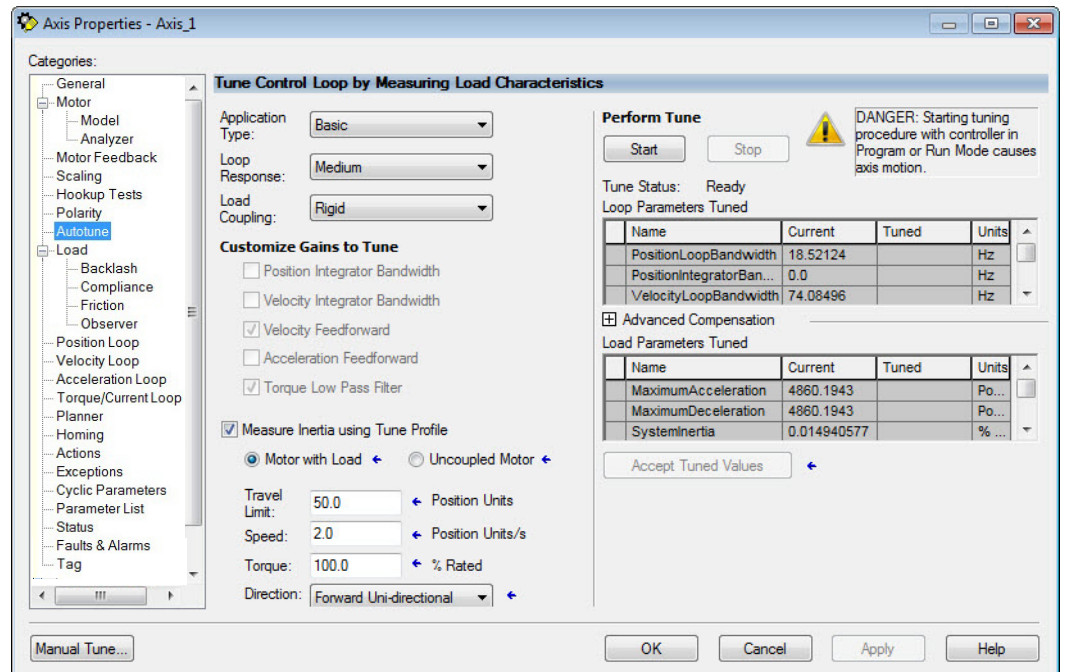 Axis Properties - Axis_1
Categories:
General
Motor
Model
Analyzer
Motor Feedback
Scaling
Hookup Tests
Polarity
Autotune
Load
Backlash
Compliance
Friction
Observer
Position Loop
Velocity Loop
Acceleration Loop
Torque/Current Loop
Planner
Homing
Actions
Exceptions
Cyclic Parameters
Parameter List
Status
Faults & Alarms
Tag
Tune Control Loop by Measuring Load Characteristics
Application
Type:
Basic
Loop
Response:
Medium
Load
Coupling:
Rigid
Customize Gains to Tune
Position Integrator Bandwidth
Velocity Integrator Bandwidth
Velocity Feedforward
Acceleration Feedforward
Torque Low Pass Filter
Measure Inertia using Tune Profile
Motor with Load
Uncoupled Motor
Travel
Limit:
50.0
Position Units
Speed:
2.0
Position Units/s
Torque:
100.0
% Rated
Direction:
Forward Uni-directional
Perform Tune
Start
Stop
DANGER: Starting tuning
procedure with controller in
Program or Run Mode causes
axis motion.
Tune Status: Ready
Loop Parameters Tuned
Name Current Tuned Units
PositionLoopBandwidth 18.52124 Hz
PositionIntegratorBan... 0.0 Hz
VelocityLoopBandwidth 74.08496 Hz
Advanced Compensation
Load Parameters Tuned
Name Current Tuned Units
MaximumAcceleration 4860.1943 Po...
MaximumDeceleration 4860.1943 Po...
SystemInertia 0.014940577 % ...
Accept Tuned Values
Manual Tune...
OK
Cancel
Apply
Help